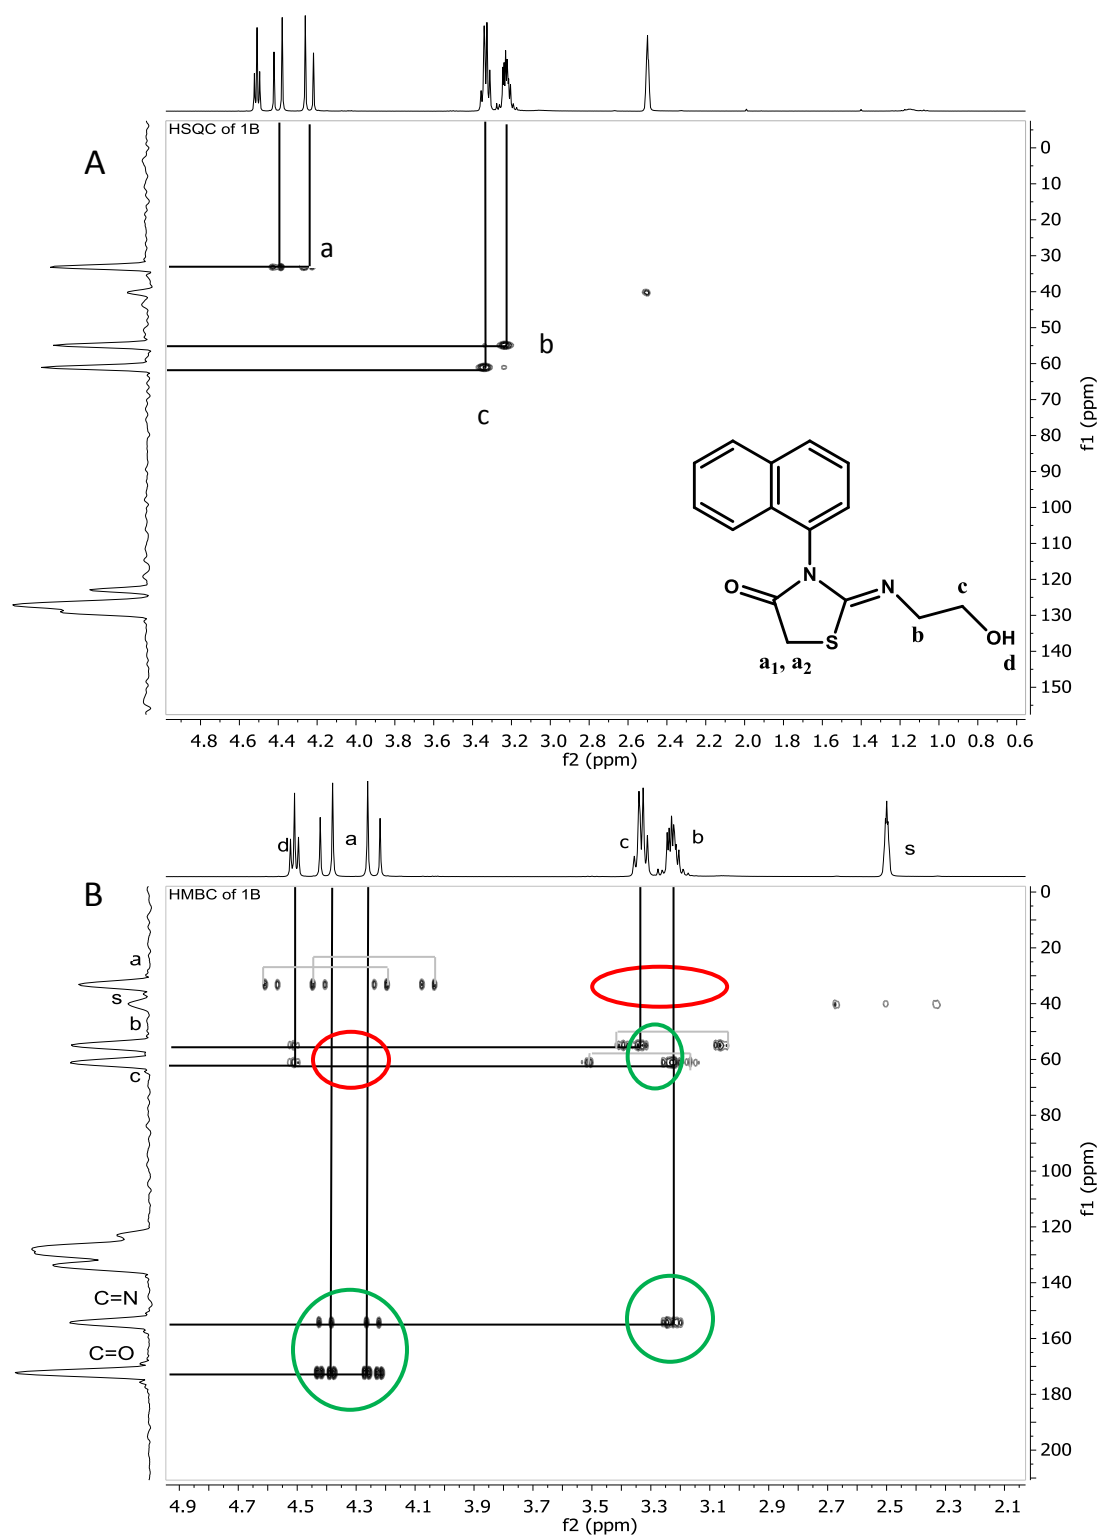 HSQC of 1B
A
a
b
c
0
10
20
30
40
50
60
70
80
90
100
110
120
130
140
150
f1 (ppm)
N
O
N
c
S
b
OH
d
a1, a2
4.8 4.6 4.4 4.2 4.0 3.8 3.6 3.4 3.2 3.0 2.8 2.6 2.4 2.2 2.0 1.8 1.6 1.4 1.2 1.0 0.8 0.6
f2 (ppm)
d a c b s
B
HMBC of 1B
a
s
b
c
C=N
C=O
0
20
40
60
80
100
120
140
160
180
200
f1 (ppm)
4.9 4.7 4.5 4.3 4.1 3.9 3.7 3.5 3.3 3.1 2.9 2.7 2.5 2.3 2.1
f2 (ppm)